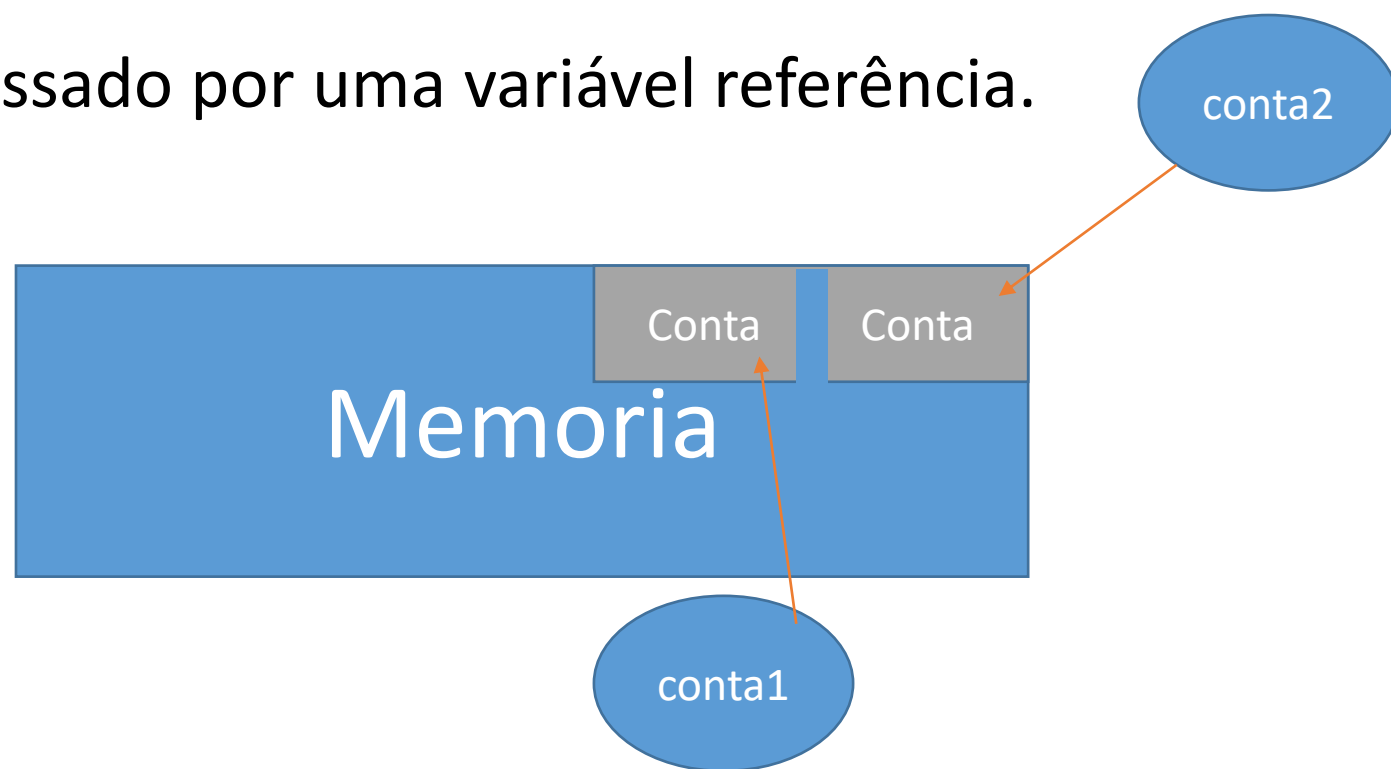 ssado por uma variável referência.
conta2
Conta Conta
Memoria
conta1